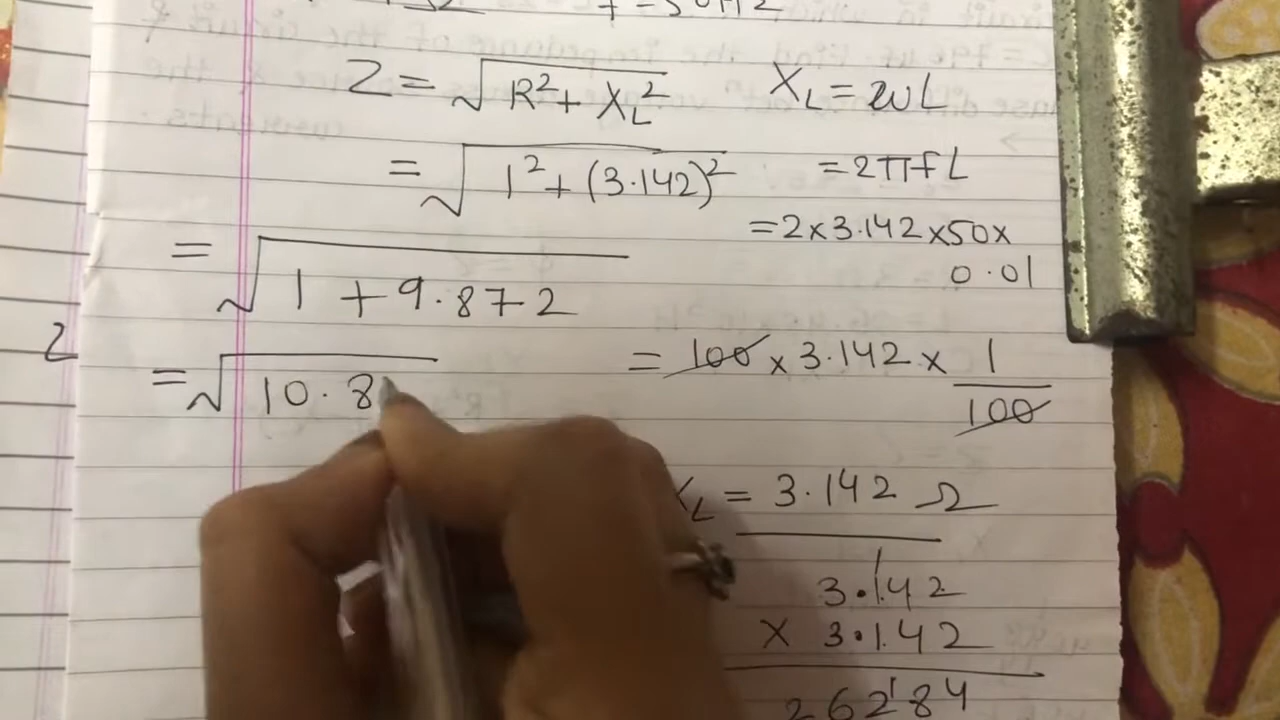 Z = √R² + X_L²
= √1² + (3.142)²
= √1 + 9.872
Z
= √10.8
X_L = ωL
= 2πfL
= 2 x 3.142 x 50 x
0.01
= 100 x 3.142 x 1/100
X_L = 3.142 Ω
3.142
x 3.142
26284